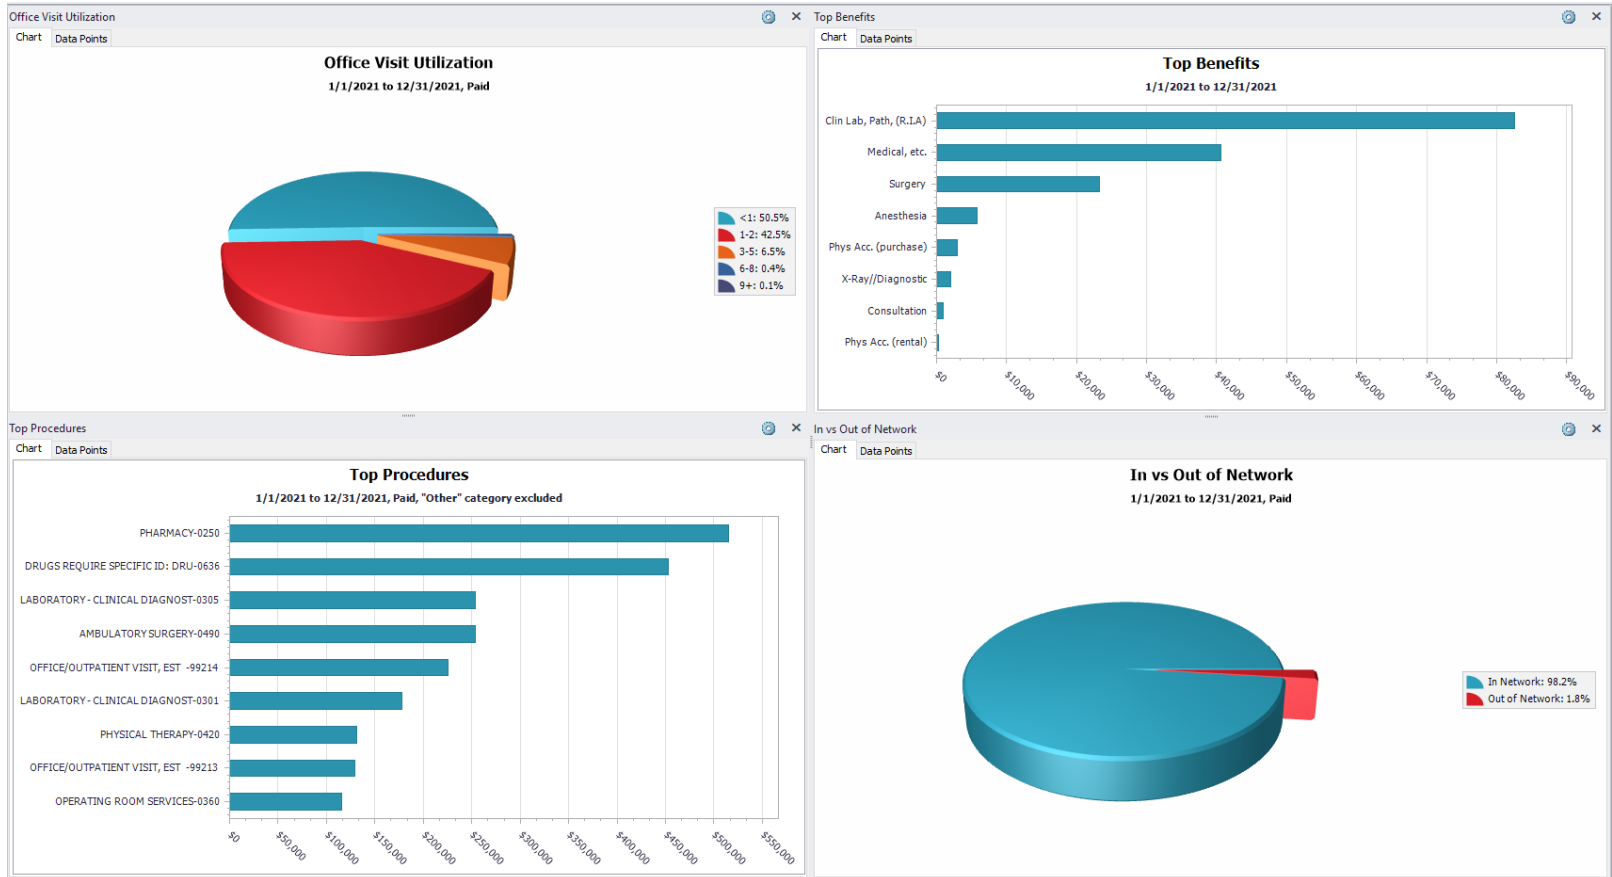 Office Visit Utilization
Chart
Data Points
Office Visit Utilization
1/1/2021 to 12/31/2021, Paid
<1: 50.5%
1-2: 42.5%
3-5: 6.5%
6-8: 0.4%
9+: 0.1%
Top Benefits
Chart
Data Points
Top Benefits
1/1/2021 to 12/31/2021
Clin Lab, Path, (R.I.A)
Medical, etc.
Surgery
Anesthesia
Phys Acc. (purchase)
X-Ray//Diagnostic
Consultation
Phys Acc. (rental)
$0
$10,000
$20,000
$30,000
$40,000
$50,000
$60,000
$70,000
$80,000
$90,000
Top Procedures
Chart
Data Points
Top Procedures
1/1/2021 to 12/31/2021, Paid, "Other" category excluded
PHARMACY-0250
DRUGS REQUIRE SPECIFIC ID: DRU-0636
LABORATORY - CLINICAL DIAGNOST-0305
AMBULATORY SURGERY-0490
OFFICE/OUTPATIENT VISIT, EST -99214
LABORATORY - CLINICAL DIAGNOST-0301
PHYSICAL THERAPY-0420
OFFICE/OUTPATIENT VISIT, EST -99213
OPERATING ROOM SERVICES-0360
$0
$50,000
$100,000
$150,000
$200,000
$250,000
$300,000
$350,000
$400,000
$450,000
$500,000
$550,000
In vs Out of Network
Chart
Data Points
In vs Out of Network
1/1/2021 to 12/31/2021, Paid
In Network: 98.2%
Out of Network: 1.8%